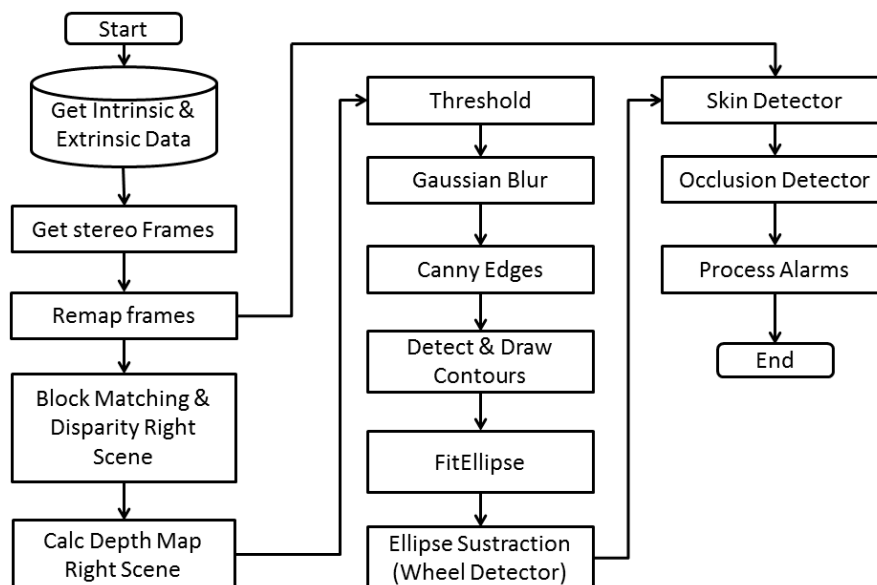 Start
Get Intrinsic &
Extrinsic Data
Get stereo Frames
Remap frames
Block Matching &
Disparity Right
Scene
Calc Depth Map
Right Scene
Threshold
Gaussian Blur
Canny Edges
Detect & Draw
Contours
FitEllipse
Ellipse Sustraction
(Wheel Detector)
Skin Detector
Occlusion Detector
Process Alarms
End